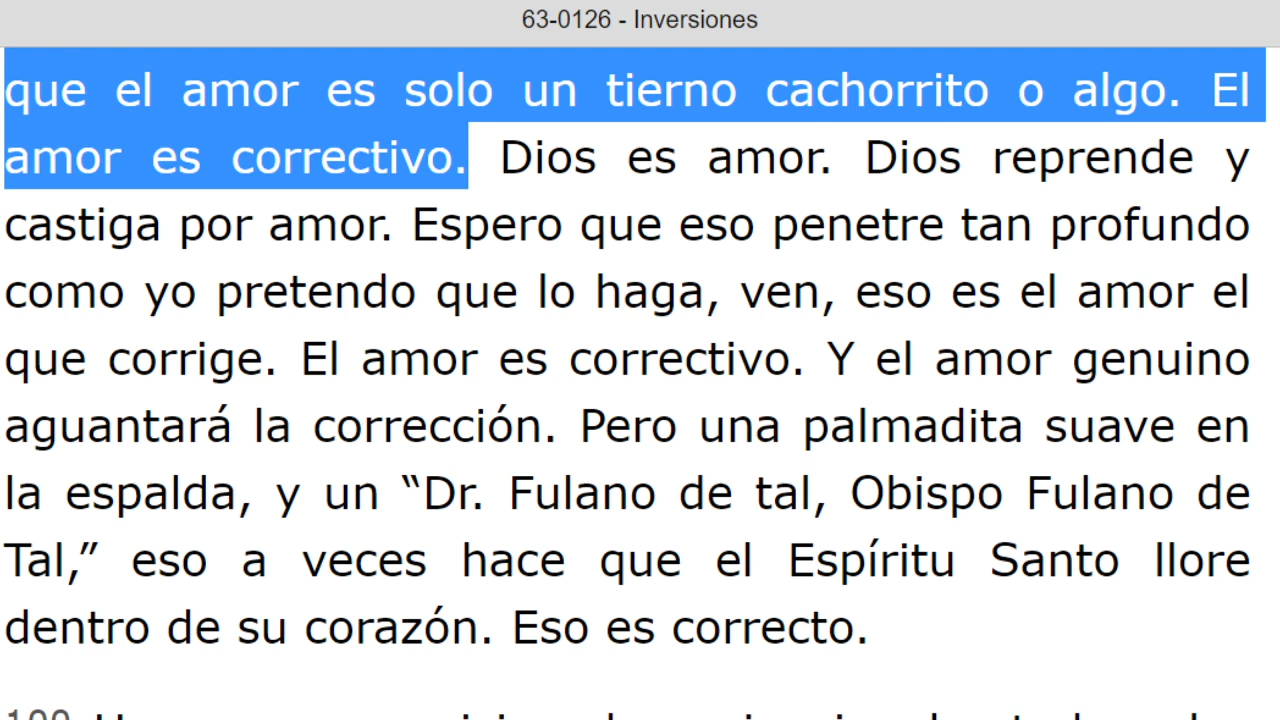 63-0126 - Inversiones
que el amor es solo un tierno cachorrito o algo. El
amor es correctivo. Dios es amor. Dios reprende y
castiga por amor. Espero que eso penetre tan profundo
como yo pretendo que lo haga, ven, eso es el amor el
que corrige. El amor es correctivo. Y el amor genuino
aguantará la corrección. Pero una palmadita suave en
la espalda, y un “Dr. Fulano de tal, Obispo Fulano de
Tal,” eso a veces hace que el Espíritu Santo llore
dentro de su corazón. Eso es correcto.